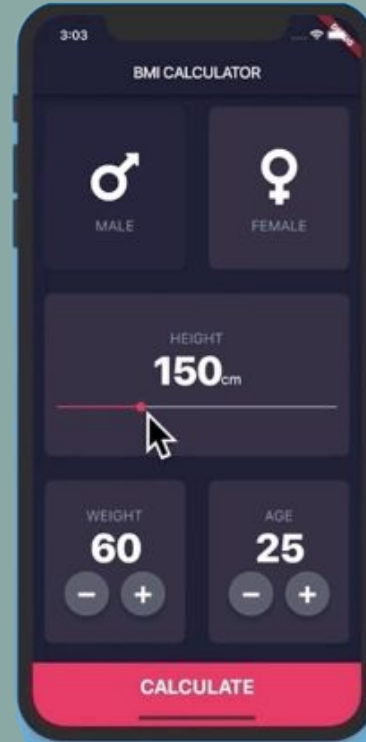 3:03
BMI CALCULATOR
MALE
FEMALE
HEIGHT
150cm
WEIGHT
60
AGE
25
CALCULATE